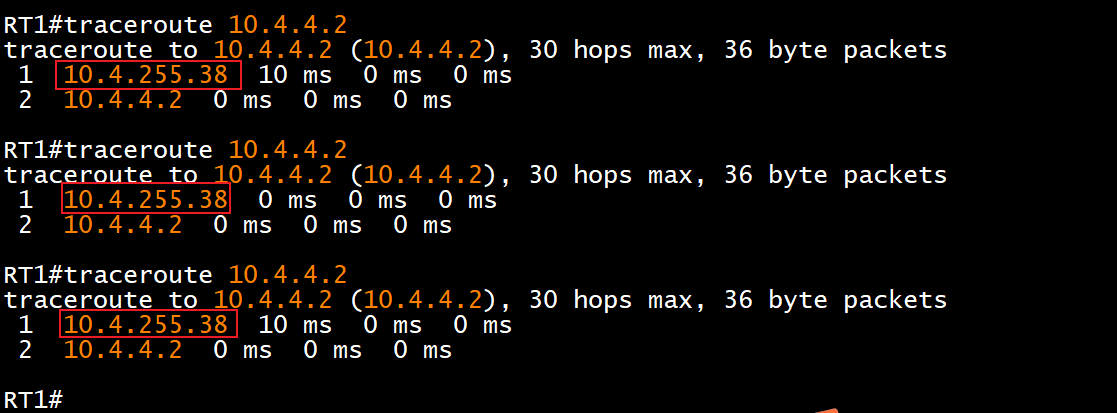 RT1#traceroute 10.4.4.2
traceroute to 10.4.4.2 (10.4.4.2), 30 hops max, 36 byte packets
 1  10.4.255.38  10 ms  0 ms  0 ms
 2  10.4.4.2  0 ms  0 ms  0 ms

RT1#traceroute 10.4.4.2
traceroute to 10.4.4.2 (10.4.4.2), 30 hops max, 36 byte packets
 1  10.4.255.38  0 ms  0 ms  0 ms
 2  10.4.4.2  0 ms  0 ms  0 ms

RT1#traceroute 10.4.4.2
traceroute to 10.4.4.2 (10.4.4.2), 30 hops max, 36 byte packets
 1  10.4.255.38  10 ms  0 ms  0 ms
 2  10.4.4.2  0 ms  0 ms  0 ms

RT1#